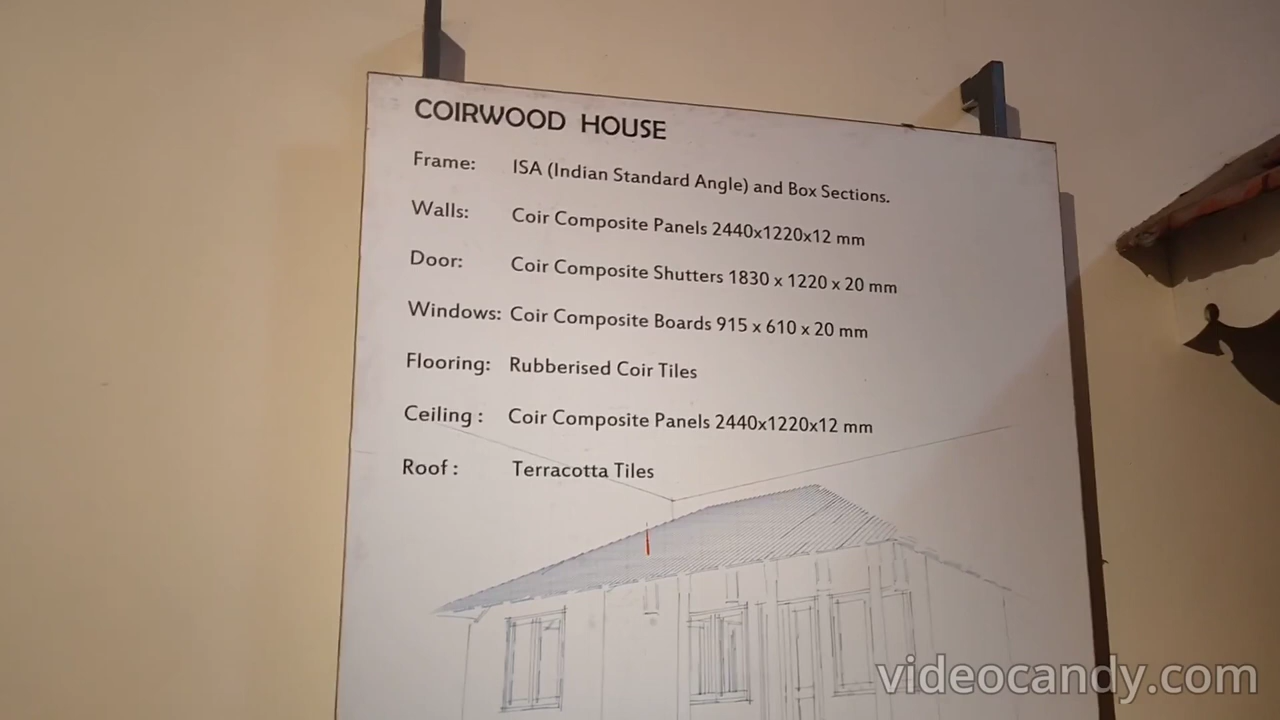 COIRWOOD HOUSE
Frame: ISA (Indian Standard Angle) and Box Sections.
Walls: Coir Composite Panels 2440x1220x12 mm
Door: Coir Composite Shutters 1830 x 1220 x 20 mm
Windows: Coir Composite Boards 915 x 610 x 20 mm
Flooring: Rubberised Coir Tiles
Ceiling : Coir Composite Panels 2440x1220x12 mm
Roof : Terracotta Tiles
videocandy.com